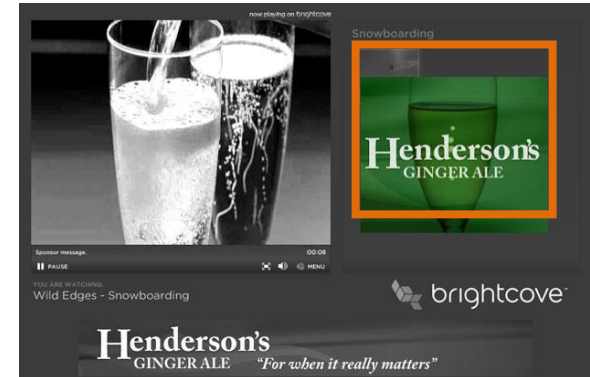 now playing on brightcove
Snowboarding
Henderson's
GINGER ALE
Sponsor message.
00:08
PAUSE
MENU
YOU ARE WATCHING
Wild Edges - Snowboarding
brightcove
Henderson's
GINGER ALE "For when it really matters"